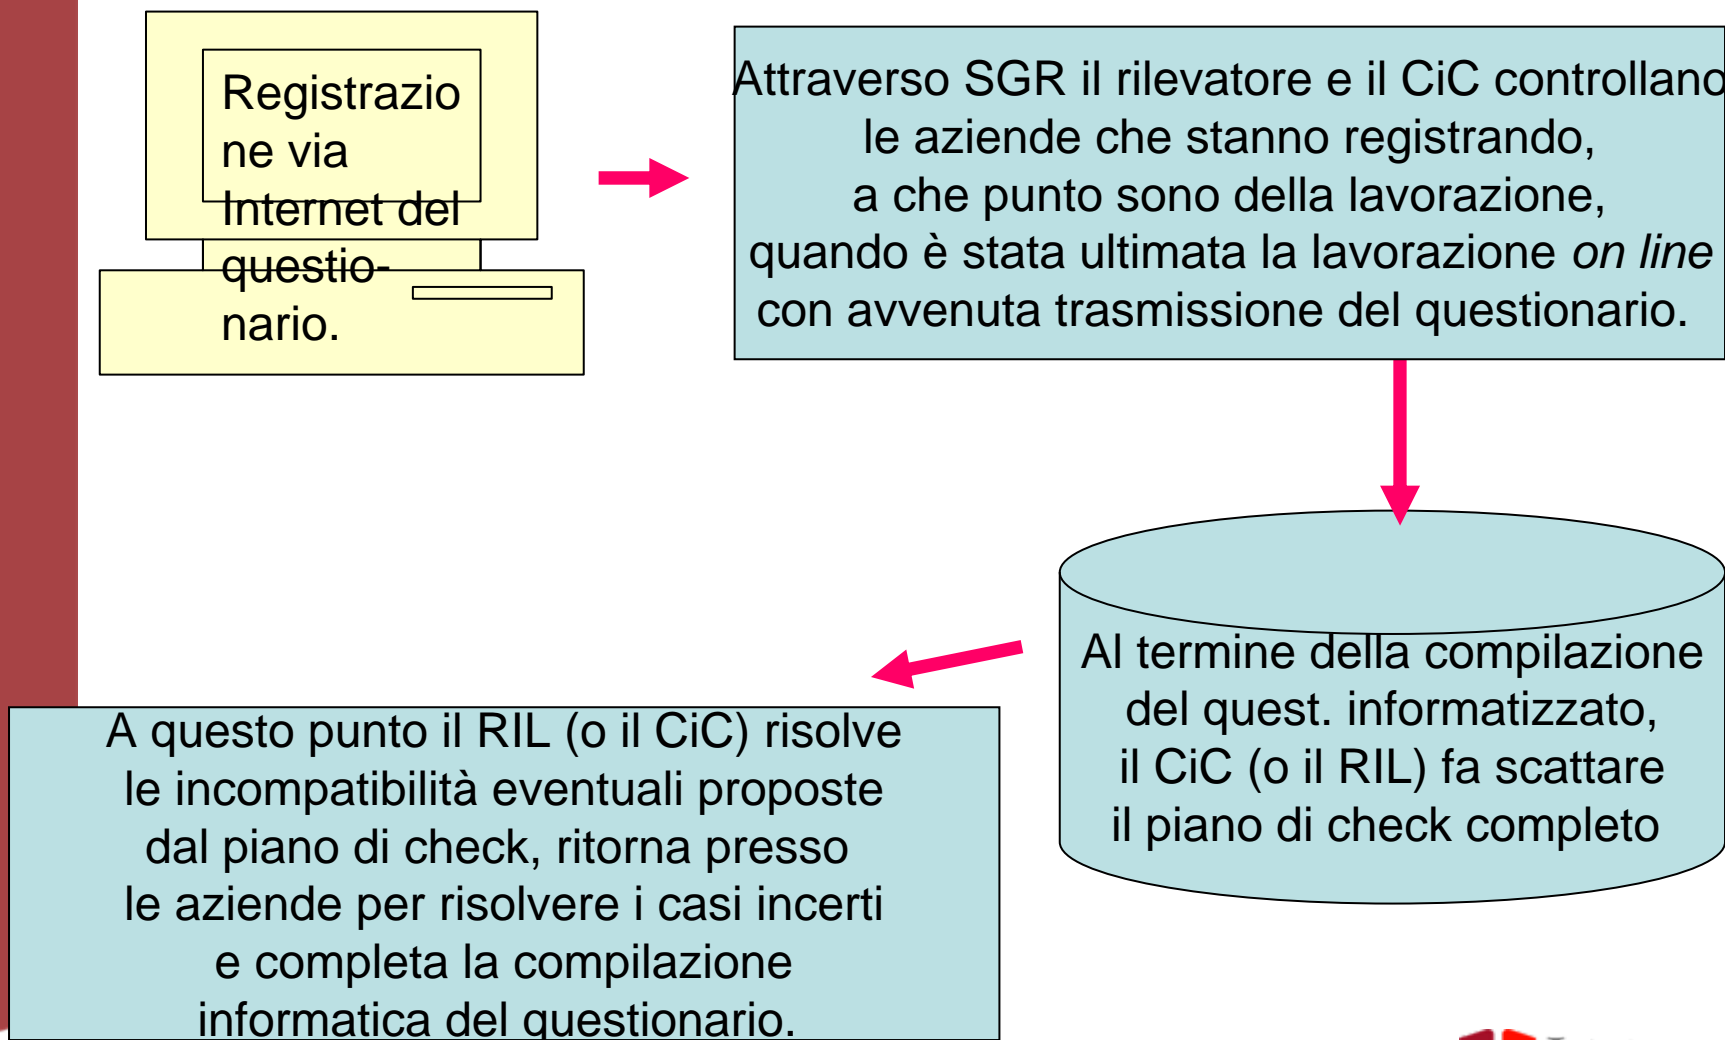 Registrazio
ne via
Internet del
questio-
nario.
Attraverso SGR il rilevatore e il CiC controllano
le aziende che stanno registrando,
a che punto sono della lavorazione,
quando è stata ultimata la lavorazione on line
con avvenuta trasmissione del questionario.
Al termine della compilazione
del quest. informatizzato,
il CiC (o il RIL) fa scattare
il piano di check completo
A questo punto il RIL (o il CiC) risolve
le incompatibilità eventuali proposte
dal piano di check, ritorna presso
le aziende per risolvere i casi incerti
e completa la compilazione
informatica del questionario.